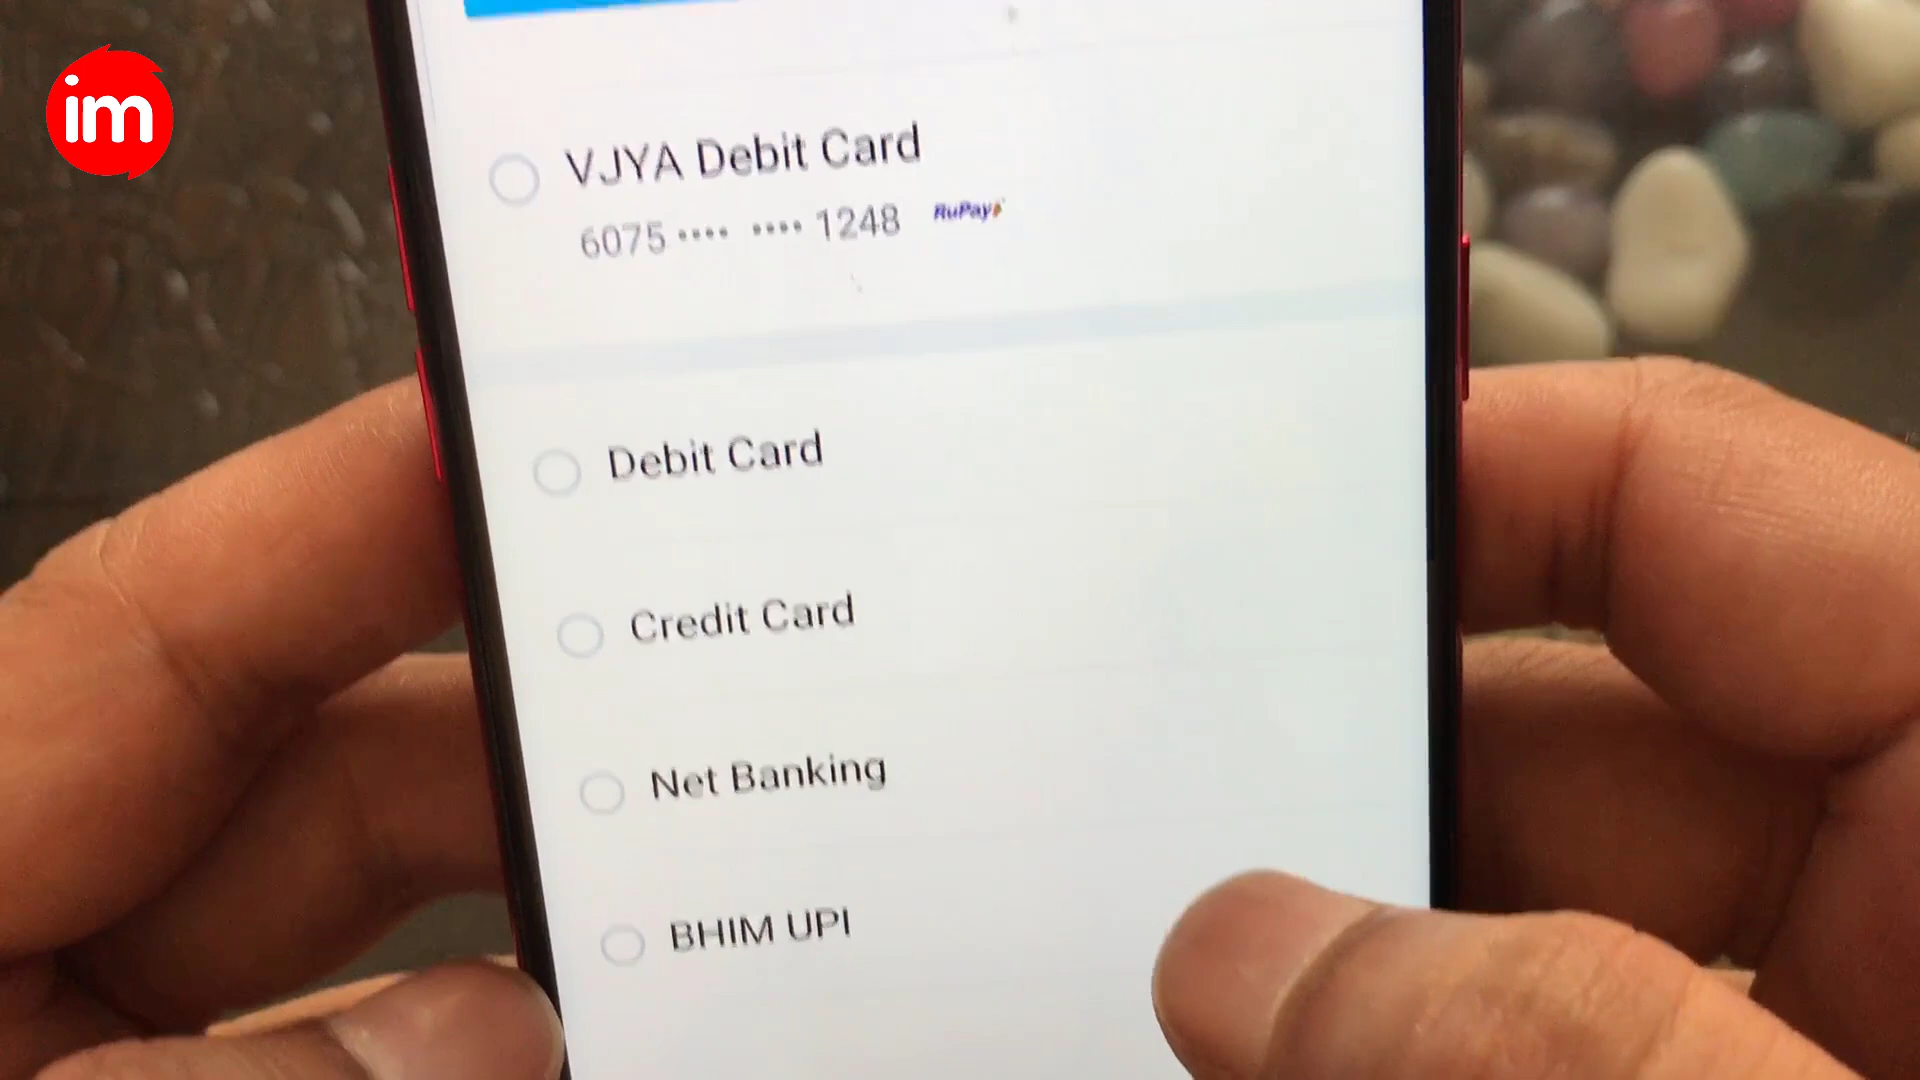 im
VJYA Debit Card
6075 •••• •••• 1248 RuPay
Debit Card
Credit Card
Net Banking
BHIM UPI